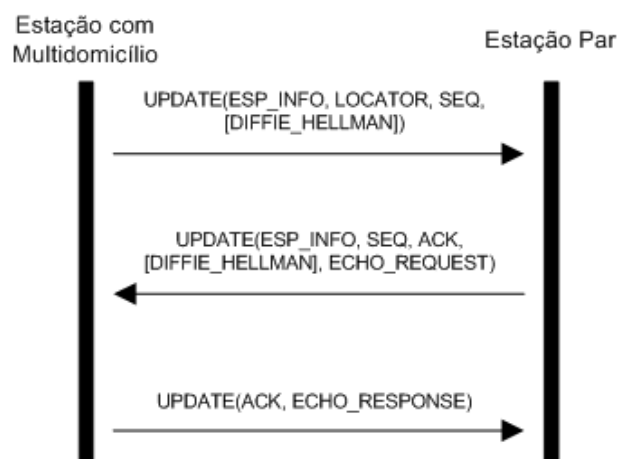 Estação com
Multidomicílio
Estação Par
UPDATE(ESP_INFO, LOCATOR, SEQ,
[DIFFIE_HELLMAN])
UPDATE(ESP_INFO, SEQ, ACK,
[DIFFIE_HELLMAN], ECHO_REQUEST)
UPDATE(ACK, ECHO_RESPONSE)